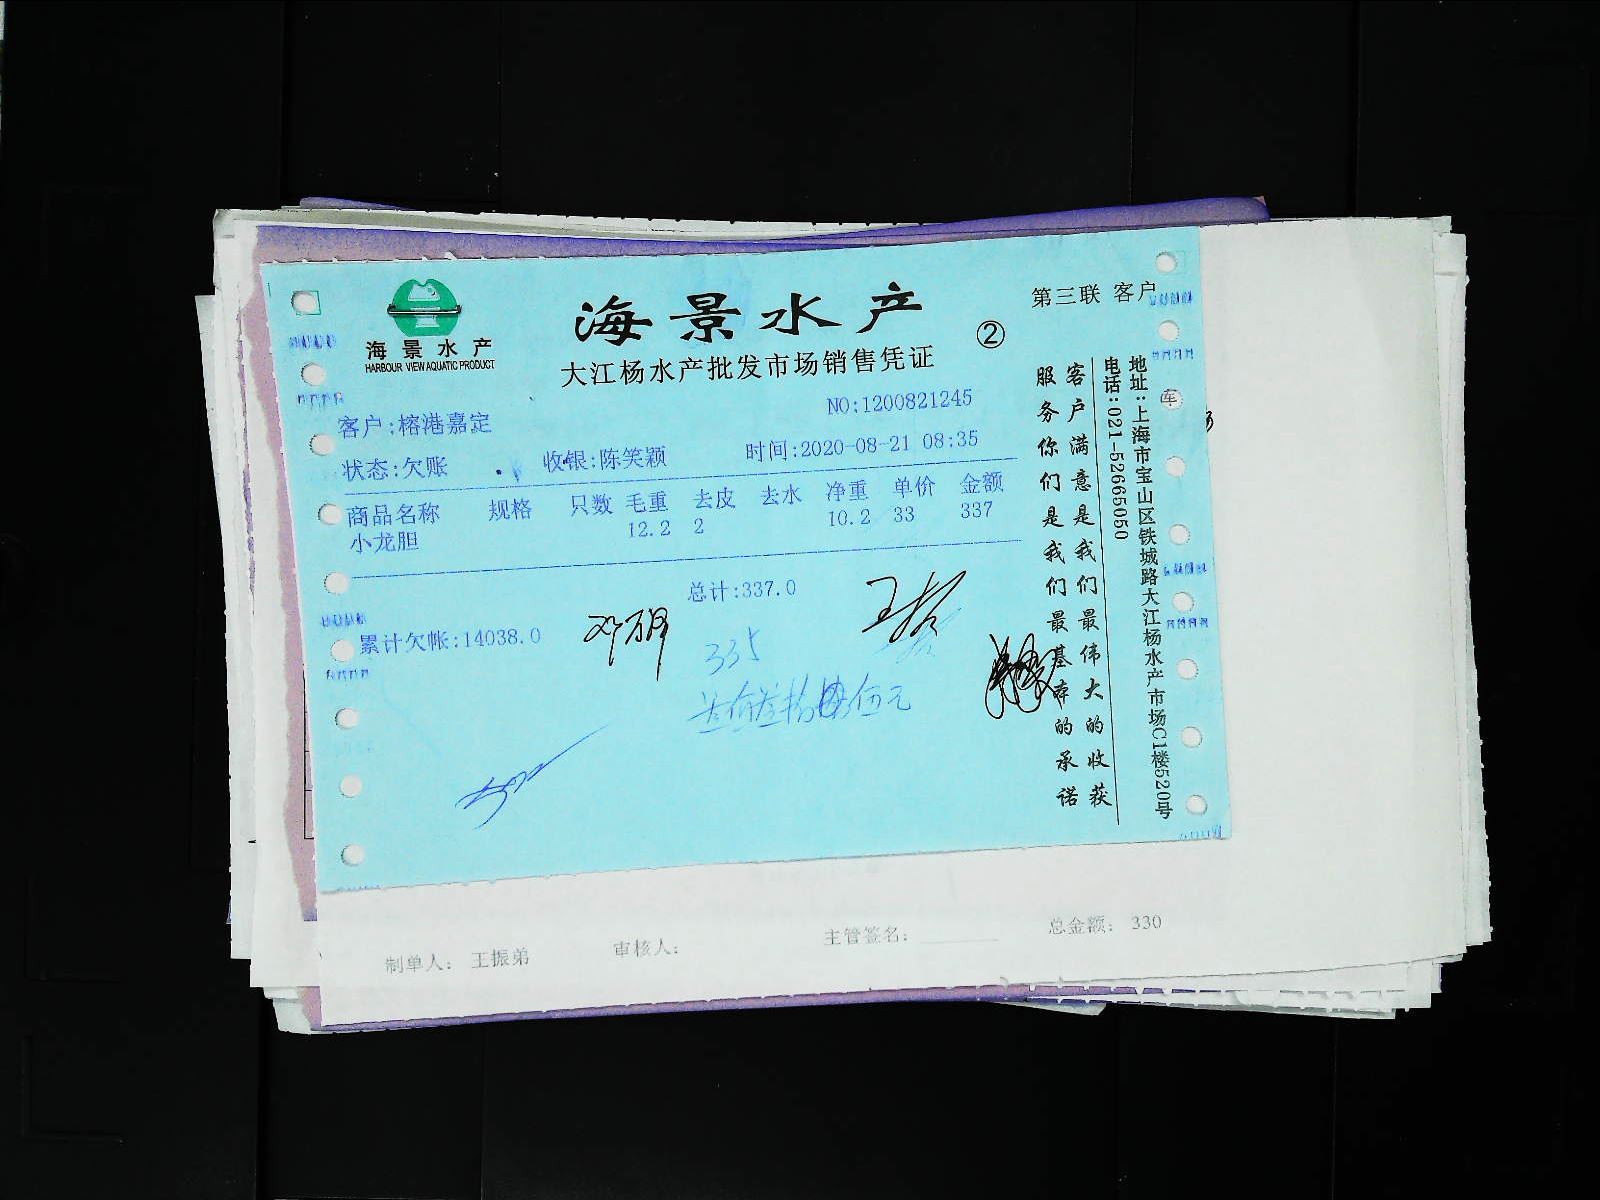 海景水产
HARBOUR VIEW AQUATIC PRODUCT
海景水产
大江杨水产批发市场销售凭证
②
第三联 客户
NO:1200821245
客户:榕港嘉定
状态:欠账 收银:陈笑颖 时间:2020-08-21 08:35
商品名称 规格 只数 毛重 去皮 去水 净重 单价 金额
小龙胆 12.2 2 10.2 33 337
总计:337.0
累计欠帐:14038.0
335
客户满意是我们最伟大的收获
服务你们是我们最基本的承诺
地址:上海市宝山区铁城路大江杨水产市场C1楼520号
电话:021-52665050
车
制单人: 王振弟 审核人: 主管签名: 总金额: 330